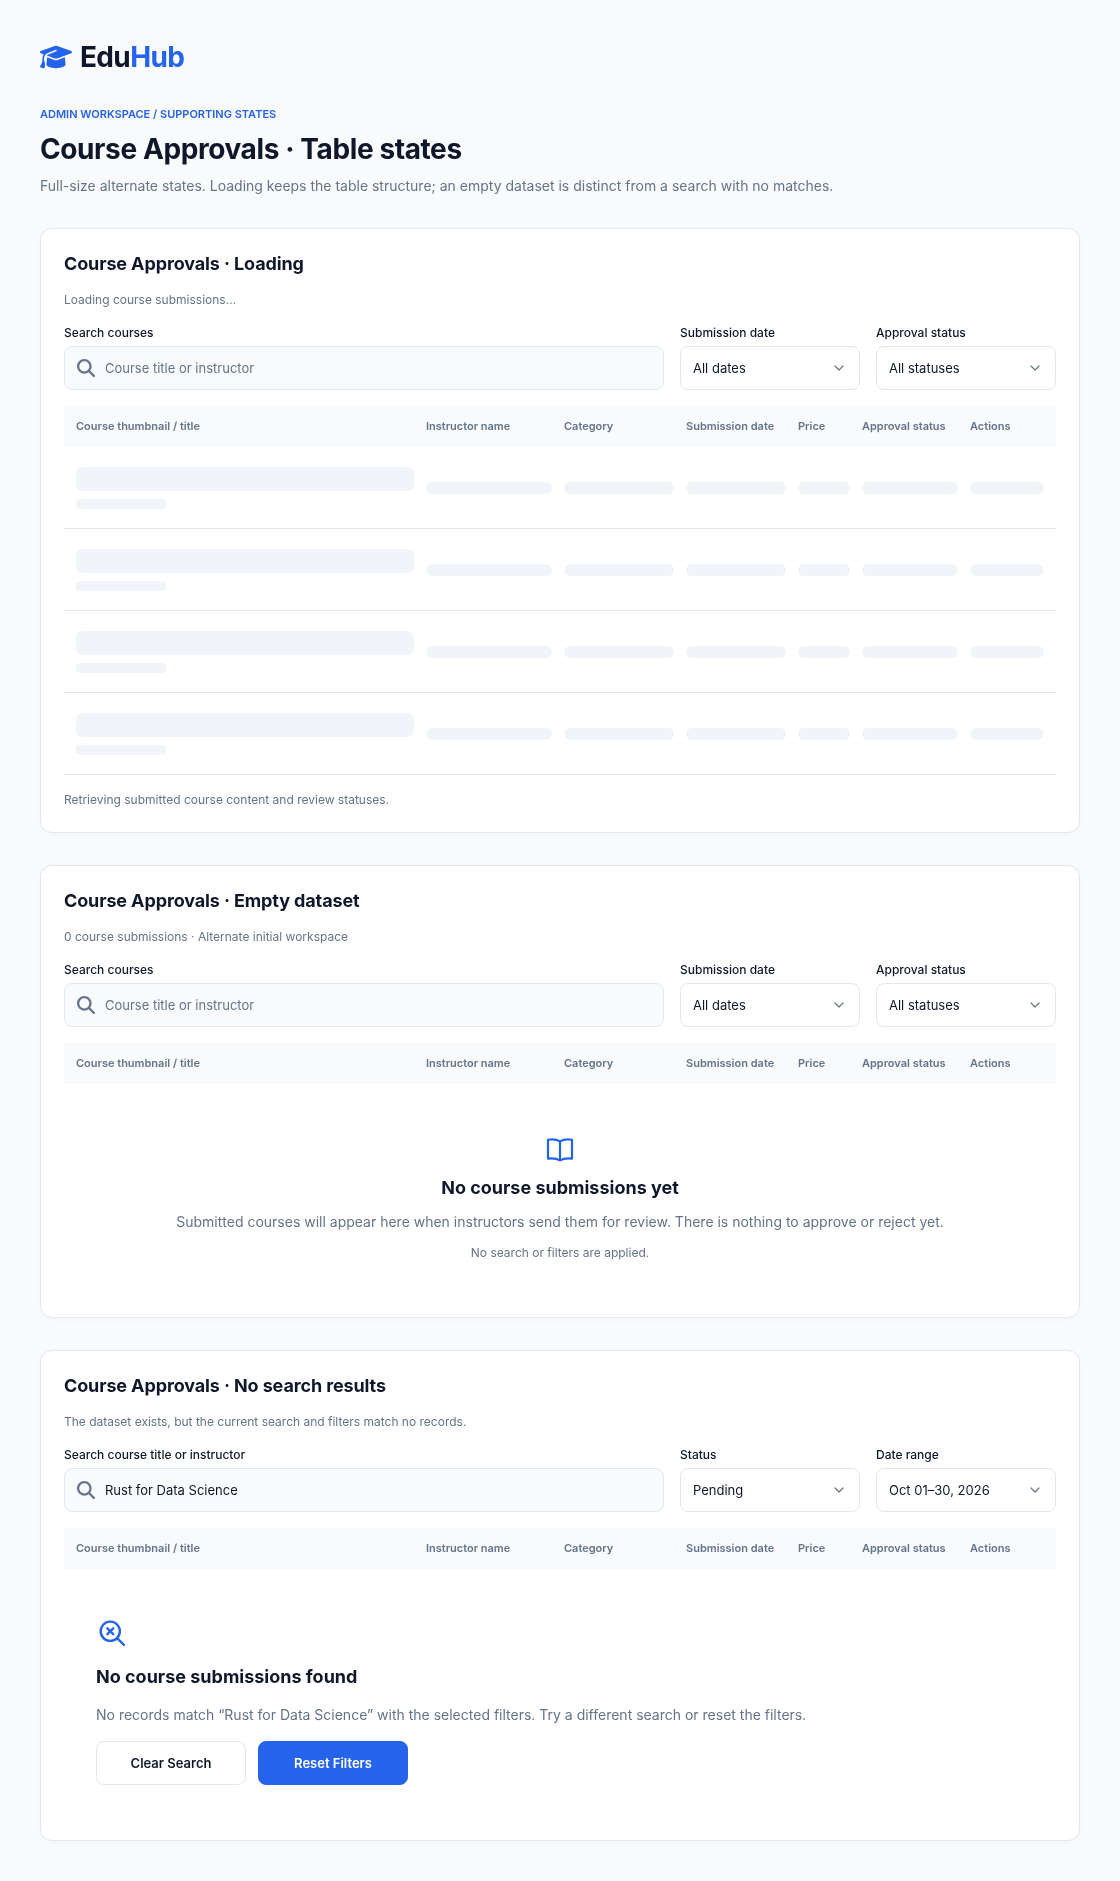 EduHub
ADMIN WORKSPACE / SUPPORTING STATES
Course Approvals · Table states
Full-size alternate states. Loading keeps the table structure; an empty dataset is distinct from a search with no matches.
Course Approvals · Loading
Loading course submissions...
Search courses Submission date Approval status
Course title or instructor All dates All statuses
Course thumbnail / title Instructor name Category Submission date Price Approval status Actions
Retrieving submitted course content and review statuses.
Course Approvals · Empty dataset
0 course submissions · Alternate initial workspace
Search courses Submission date Approval status
Course title or instructor All dates All statuses
Course thumbnail / title Instructor name Category Submission date Price Approval status Actions
No course submissions yet
Submitted courses will appear here when instructors send them for review. There is nothing to approve or reject yet.
No search or filters are applied.
Course Approvals · No search results
The dataset exists, but the current search and filters match no records.
Search course title or instructor Status Date range
Rust for Data Science Pending Oct 01–30, 2026
Course thumbnail / title Instructor name Category Submission date Price Approval status Actions
No course submissions found
No records match “Rust for Data Science” with the selected filters. Try a different search or reset the filters.
Clear Search Reset Filters